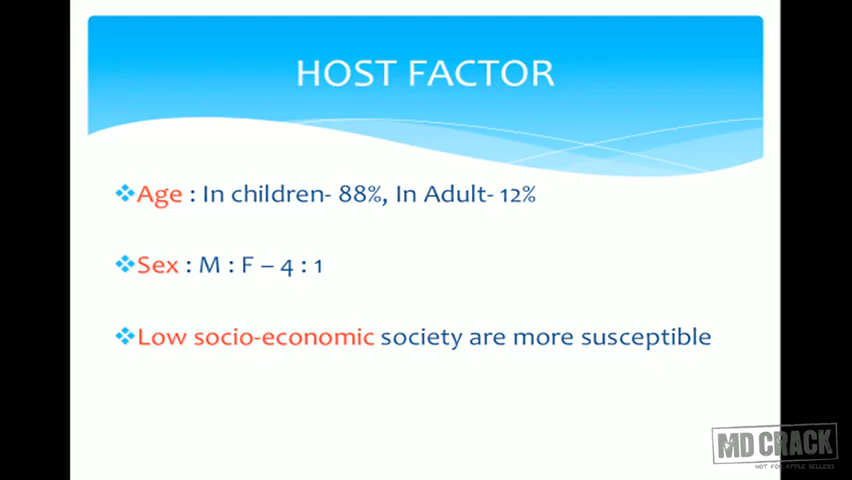 HOST FACTOR
Age : In children- 88%, In Adult- 12%
Sex : M : F – 4 : 1
Low socio-economic society are more susceptible
MD CRACK
NOT FOR APPLE SELLERS